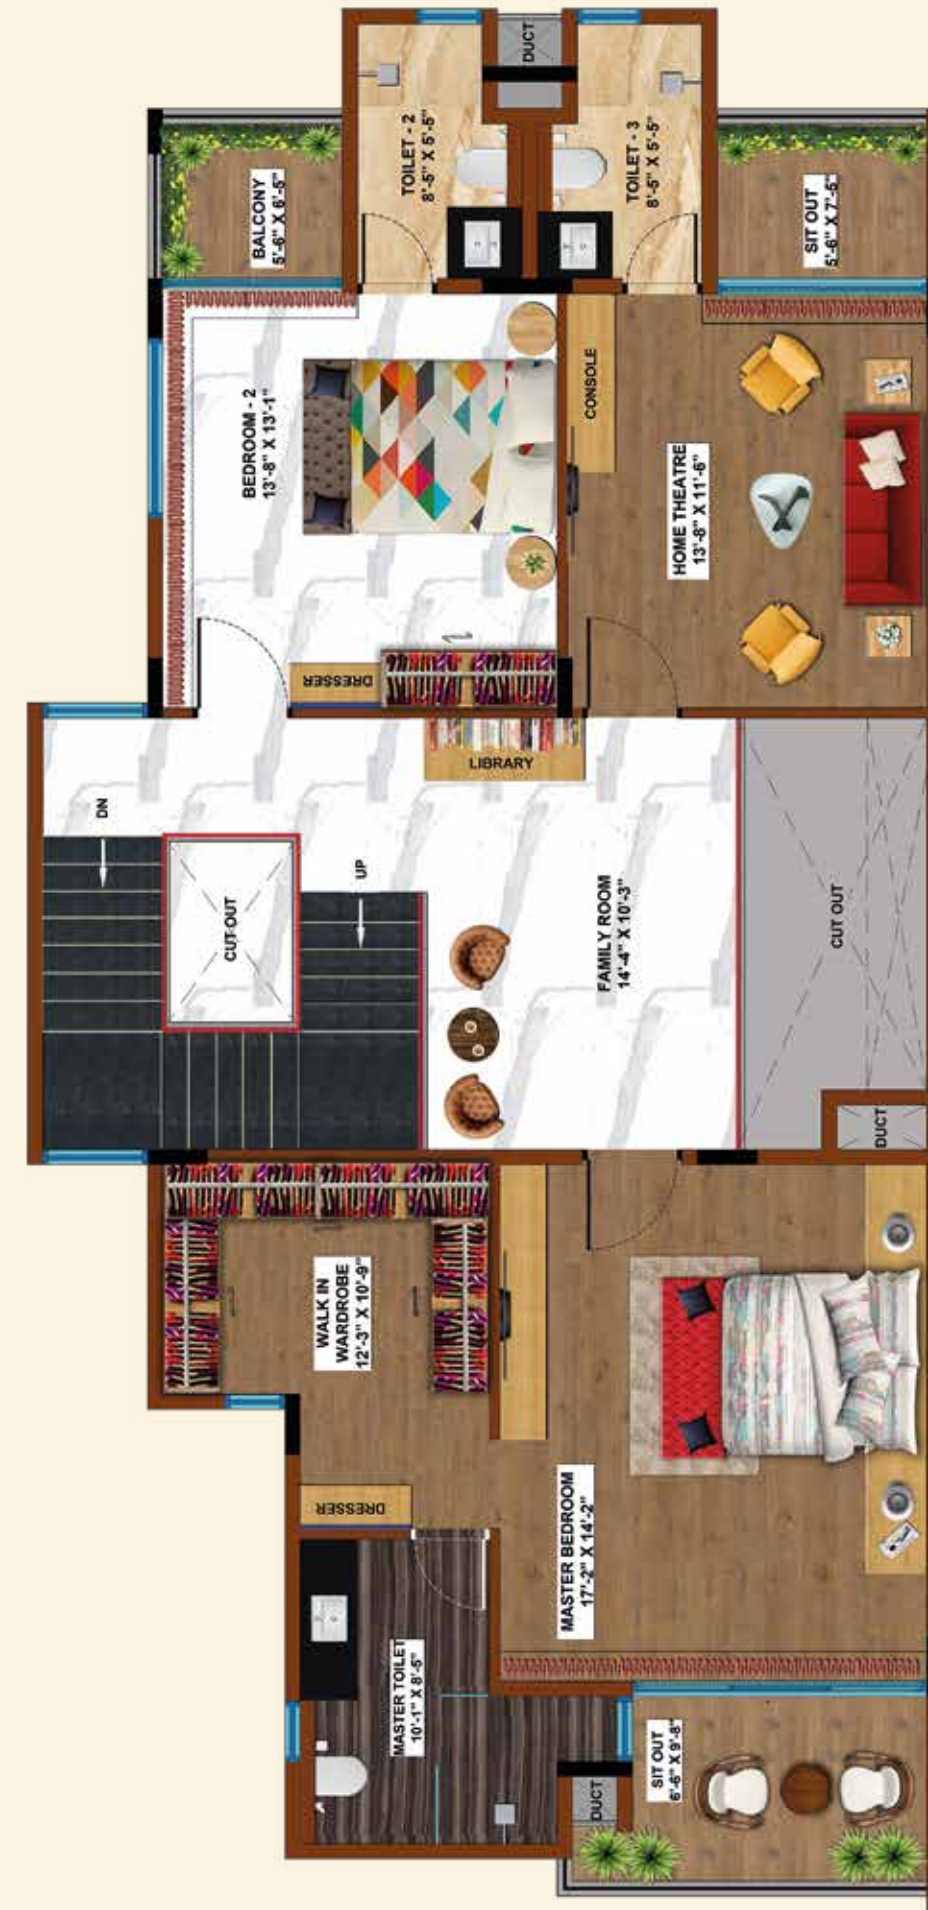 DUCT
TOILET - 2
8'-5" X 5'-5"
TOILET - 3
8'-5" X 5'-5"
BALCONY
5'-6" X 6'-5"
SIT OUT
5'-6" X 7'-5"
BEDROOM - 2
13'-8" X 13'-1"
CONSOLE
HOME THEATRE
13'-8" X 11'-6"
DRESSER
LIBRARY
DN
CUT-OUT
UP
FAMILY ROOM
14'-4" X 10'-3"
CUT OUT
DUCT
WALK IN
WARDROBE
12'-3" X 10'-9"
DRESSER
MASTER BEDROOM
17'-2" X 14'-2"
MASTER TOILET
10'-1" X 8'-5"
SIT OUT
6'-6" X 9'-8"
DUCT